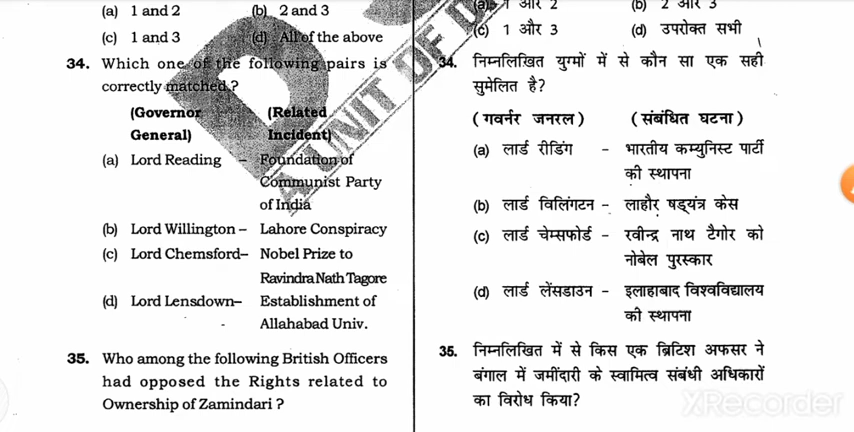 (a) 1 and 2 (b) 2 and 3
(c) 1 and 3 (d) All of the above
34. Which one of the following pairs is
correctly matched ?
(Governor (Related
General) Incident)
(a) Lord Reading – Foundation of
Communist Party
of India
(b) Lord Willington – Lahore Conspiracy
(c) Lord Chemsford – Nobel Prize to
Ravindra Nath Tagore
(d) Lord Lensdown – Establishment of
Allahabad Univ.
35. Who among the following British Officers
had opposed the Rights related to
Ownership of Zamindari ?
(a) 1 और 2 (b) 2 और 3
(c) 1 और 3 (d) उपरोक्त सभी
34. निम्नलिखित युग्मों में से कौन सा एक सही
सुमेलित है?
(गवर्नर जनरल) (संबंधित घटना)
(a) लार्ड रीडिंग – भारतीय कम्युनिस्ट पार्टी
की स्थापना
(b) लार्ड विलिंगटन – लाहौर षड्यंत्र केस
(c) लार्ड चेम्सफोर्ड – रवीन्द्र नाथ टैगोर को
नोबेल पुरस्कार
(d) लार्ड लेंसडाउन – इलाहाबाद विश्वविद्यालय
की स्थापना
35. निम्नलिखित में से किस एक ब्रिटिश अफसर ने
बंगाल में जमींदारी के स्वामित्व संबंधी अधिकारों
का विरोध किया?
A UNIT OF D
XRecorder